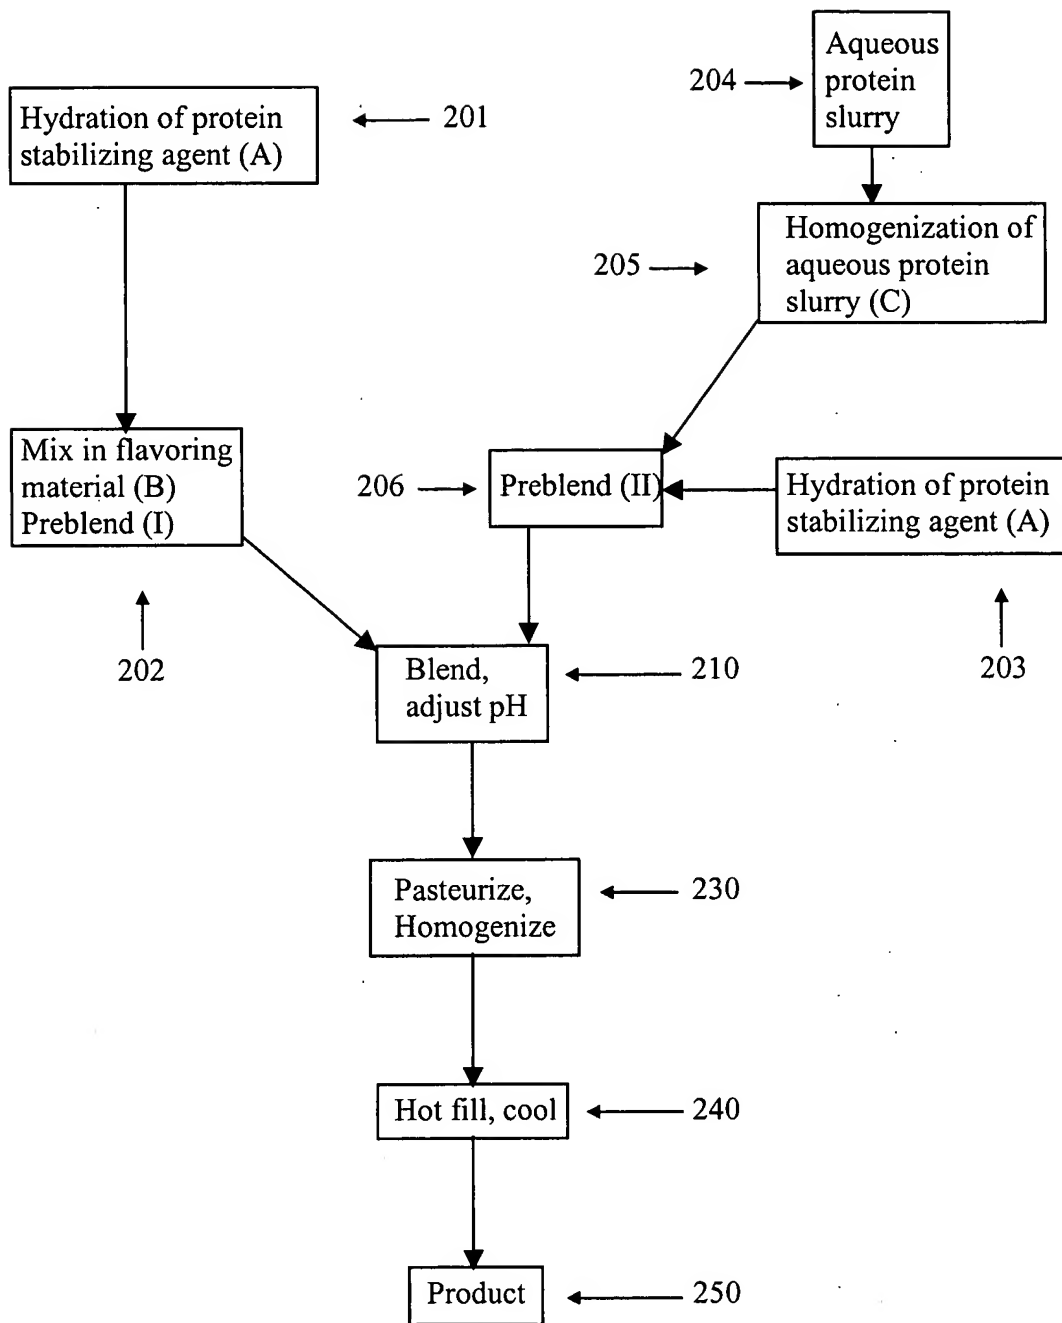 Aqueous
protein
slurry
204
Hydration of protein
stabilizing agent (A)
201
Homogenization of
aqueous protein
slurry (C)
205
Mix in flavoring
material (B)
Preblend (I)
206
Preblend (II)
Hydration of protein
stabilizing agent (A)
202
203
Blend,
adjust pH
210
Pasteurize,
Homogenize
230
Hot fill, cool
240
Product
250